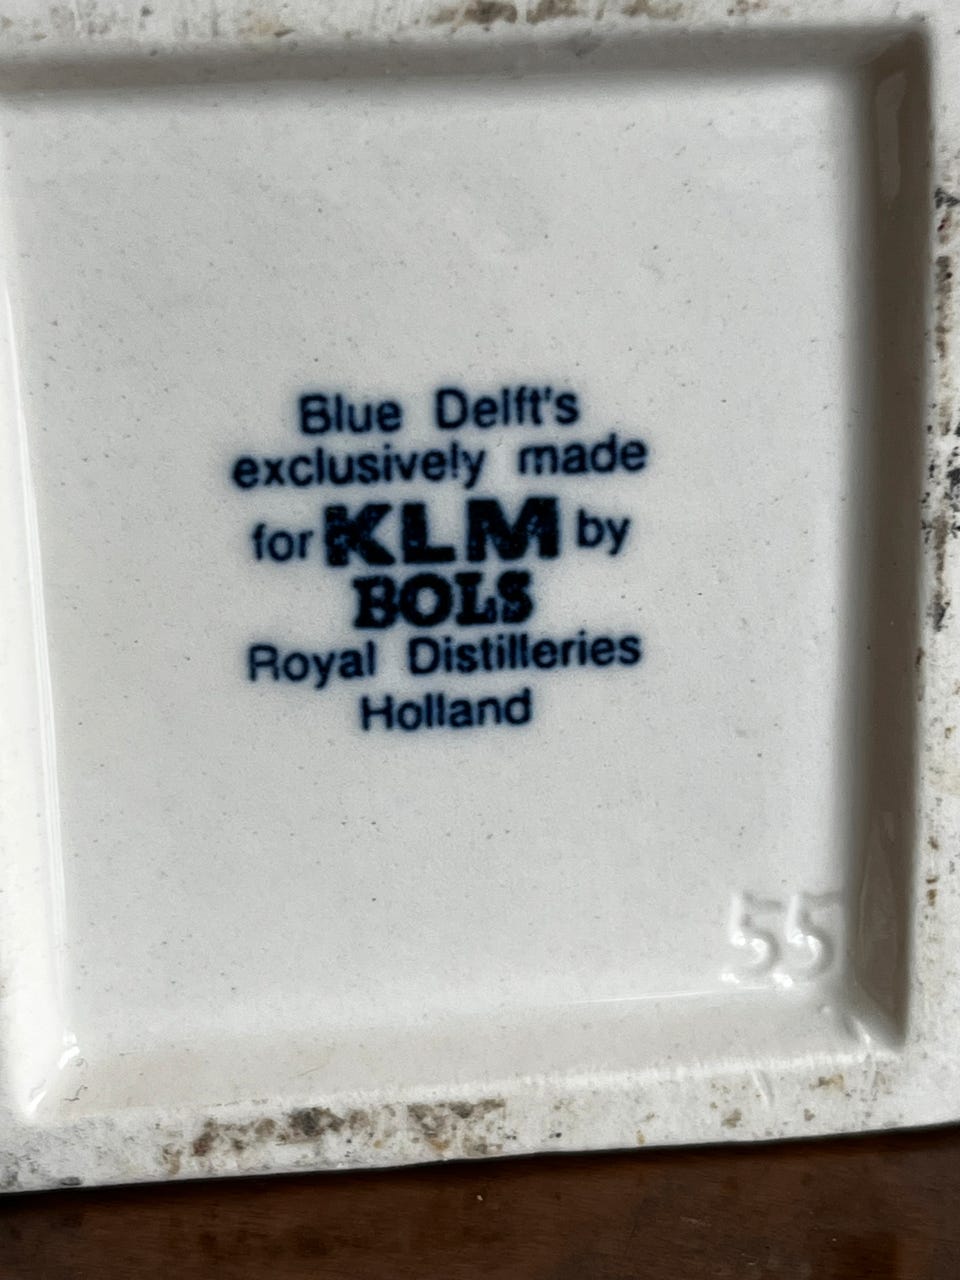 Blue Delft's
exclusively made
for KLM by
BOLS
Royal Distilleries
Holland
55